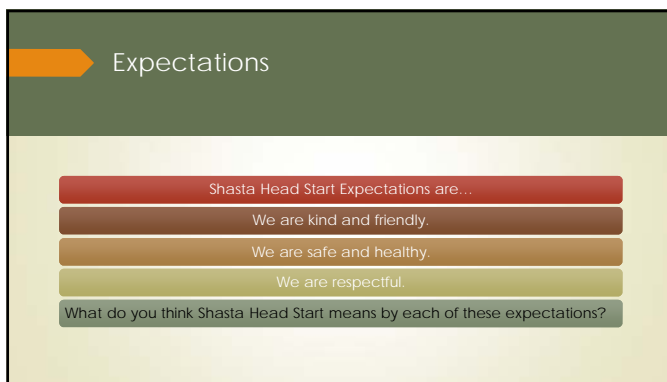 Expectations
Shasta Head Start Expectations are…
We are kind and friendly.
We are safe and healthy.
We are respectful.
What do you think Shasta Head Start means by each of these expectations?